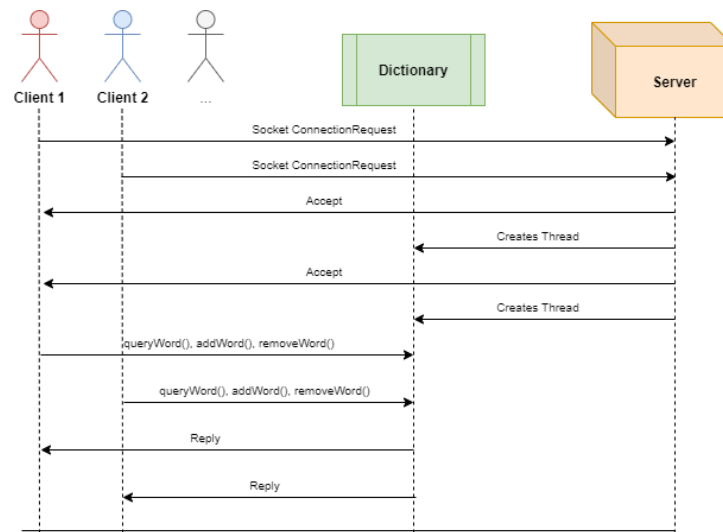 Client 1
Client 2
...
Dictionary
Server
Socket ConnectionRequest
Socket ConnectionRequest
Accept
Creates Thread
Accept
Creates Thread
queryWord(), addWord(), removeWord()
queryWord(), addWord(), removeWord()
Reply
Reply